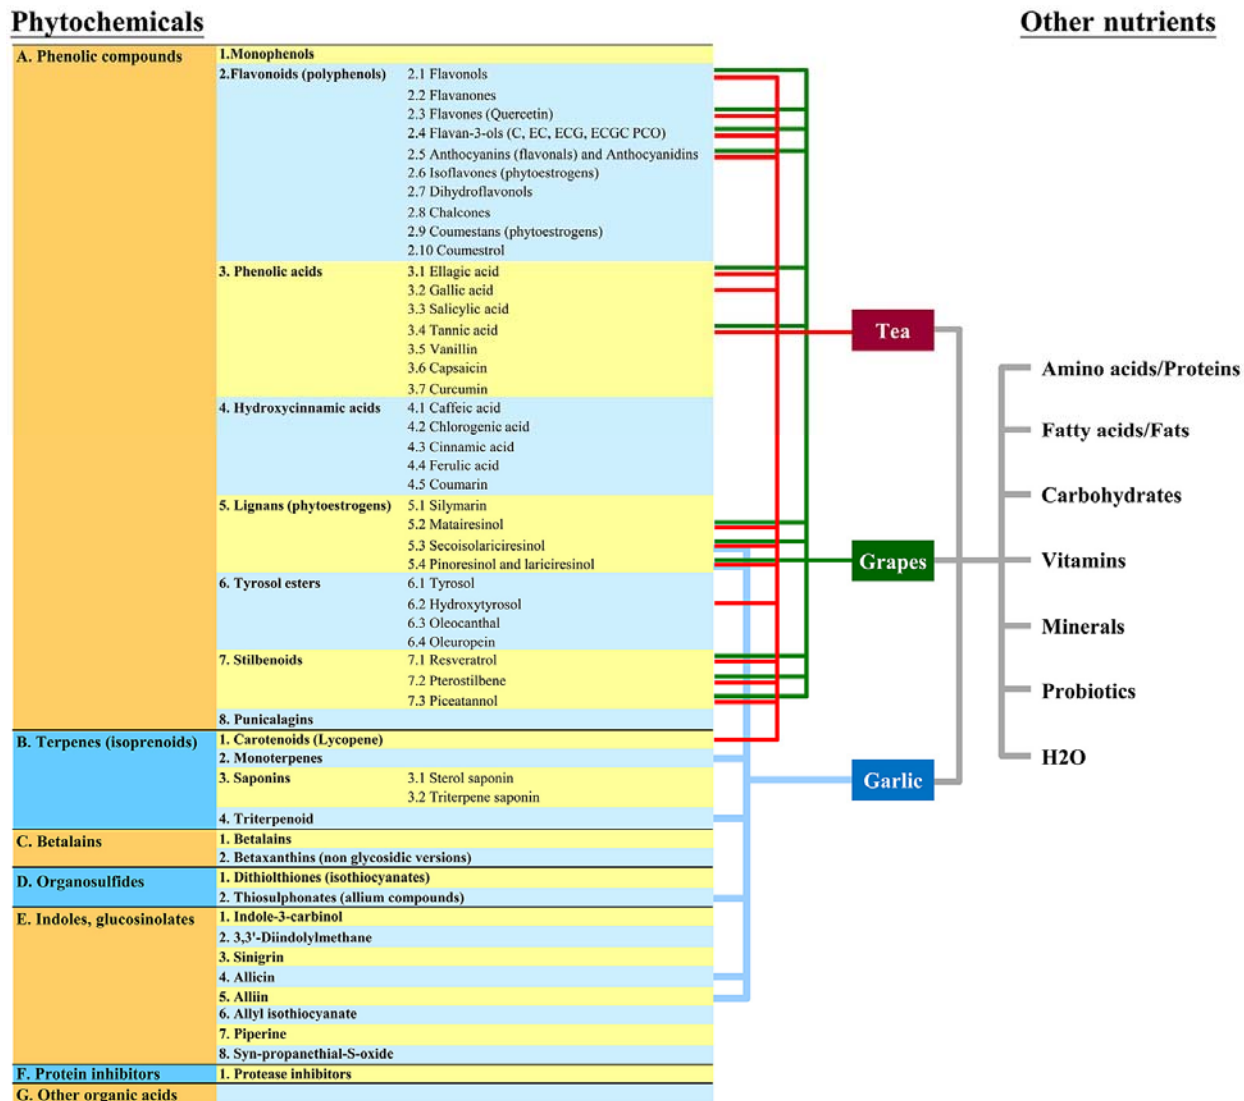 Phytochemicals
Other nutrients
A. Phenolic compounds
1.Monophenols
2.Flavonoids (polyphenols)
2.1 Flavonols
2.2 Flavanones
2.3 Flavones (Quercetin)
2.4 Flavan-3-ols (C, EC, ECG, ECGC PCO)
2.5 Anthocyanins (flavonals) and Anthocyanidins
2.6 Isoflavones (phytoestrogens)
2.7 Dihydroflavonols
2.8 Chalcones
2.9 Coumestans (phytoestrogens)
2.10 Coumestrol
3. Phenolic acids
3.1 Ellagic acid
3.2 Gallic acid
3.3 Salicylic acid
3.4 Tannic acid
3.5 Vanillin
3.6 Capsaicin
3.7 Curcumin
4. Hydroxycinnamic acids
4.1 Caffeic acid
4.2 Chlorogenic acid
4.3 Cinnamic acid
4.4 Ferulic acid
4.5 Coumarin
5. Lignans (phytoestrogens)
5.1 Silymarin
5.2 Matairesinol
5.3 Secoisolariciresinol
5.4 Pinoresinol and lariciresinol
6. Tyrosol esters
6.1 Tyrosol
6.2 Hydroxytyrosol
6.3 Oleocanthal
6.4 Oleuropein
7. Stilbenoids
7.1 Resveratrol
7.2 Pterostilbene
7.3 Piceatannol
8. Punicalagins
B. Terpenes (isoprenoids)
1. Carotenoids (Lycopene)
2. Monoterpenes
3. Saponins
3.1 Sterol saponin
3.2 Triterpene saponin
4. Triterpenoid
C. Betalains
1. Betalains
2. Betaxanthins (non glycosidic versions)
D. Organosulfides
1. Dithiolthiones (isothiocyanates)
2. Thiosulphonates (allium compounds)
E. Indoles, glucosinolates
1. Indole-3-carbinol
2. 3,3'-Diindolylmethane
3. Sinigrin
4. Allicin
5. Alliin
6. Allyl isothiocyanate
7. Piperine
8. Syn-propanethial-S-oxide
F. Protein inhibitors
1. Protease inhibitors
G. Other organic acids
Tea
Grapes
Garlic
Amino acids/Proteins
Fatty acids/Fats
Carbohydrates
Vitamins
Minerals
Probiotics
H2O